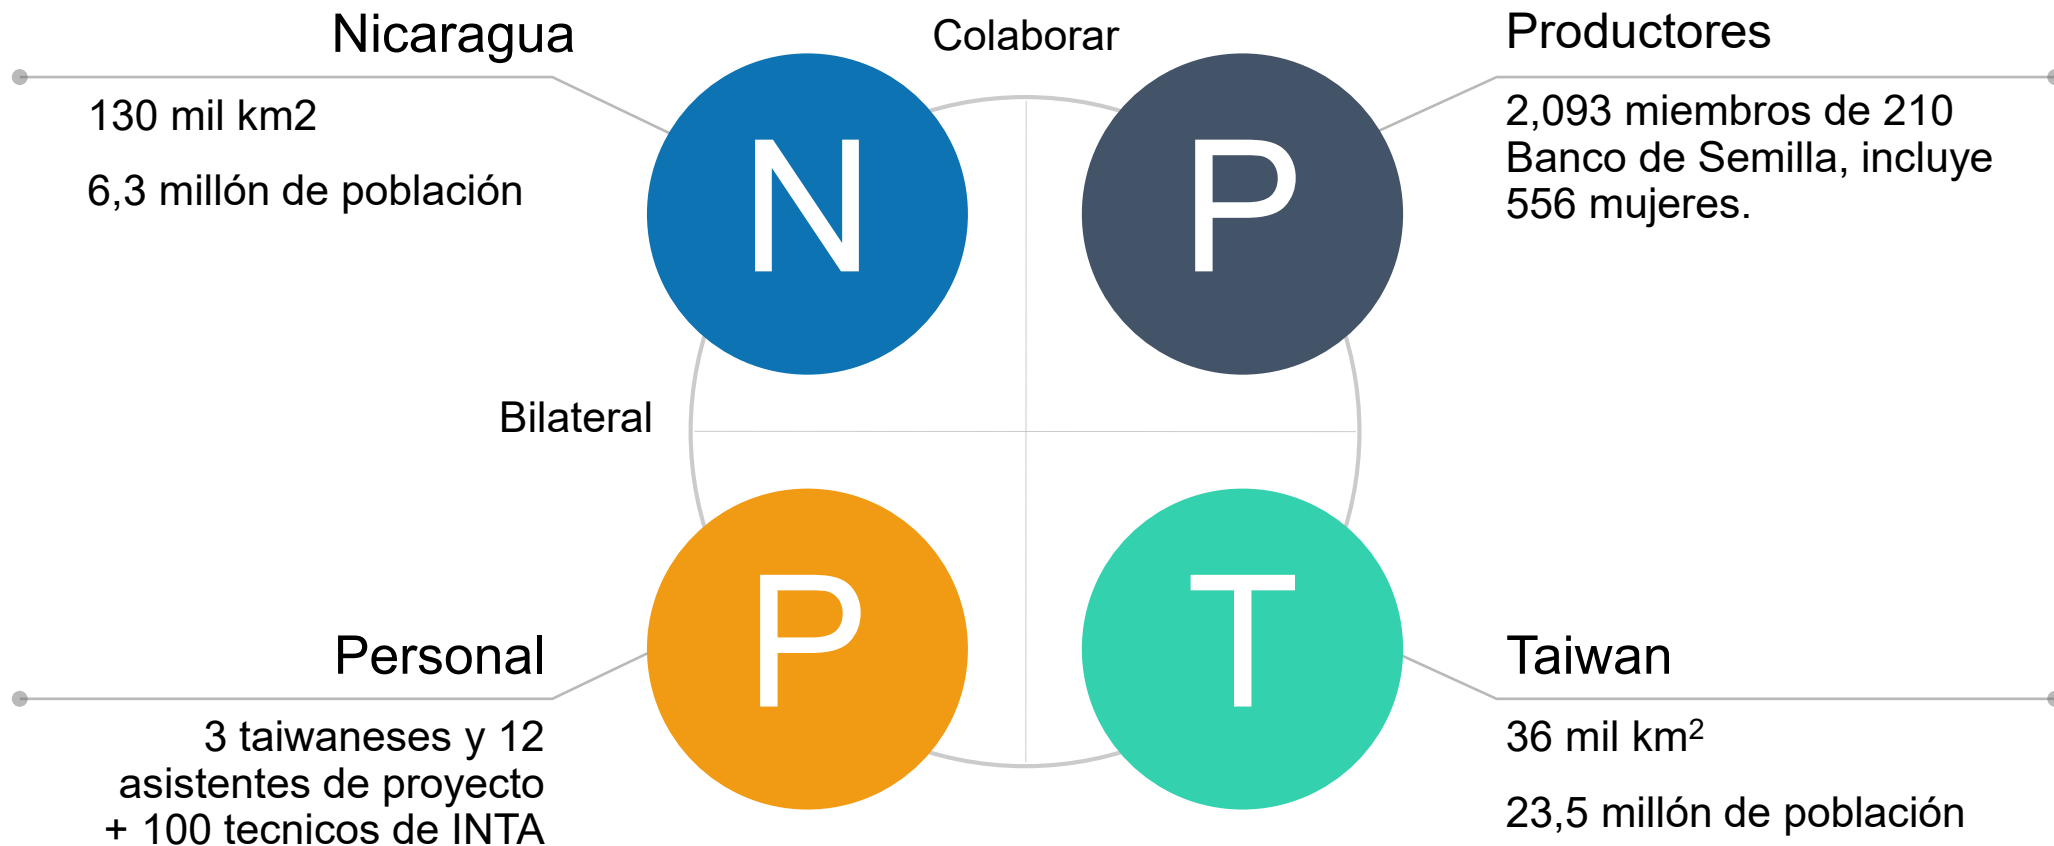 Nicaragua
130 mil km2
6,3 millón de población
N
Colaborar
P
Productores
2,093 miembros de 210
Banco de Semilla, incluye
556 mujeres.
Bilateral
Personal
3 taiwaneses y 12
asistentes de proyecto
+ 100 tecnicos de INTA
P
T
Taiwan
36 mil km²
23,5 millón de población